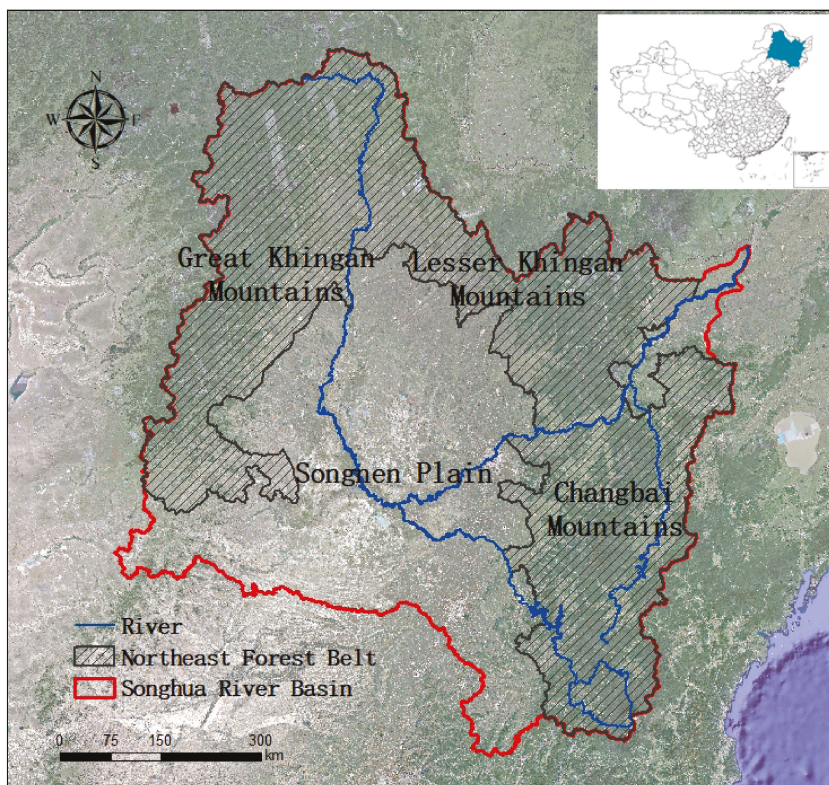 N
W E
S
Great Khingan
Mountains
Lesser Khingan
Mountains
Songnen Plain
Changbai
Mountains
River
Northeast Forest Belt
Songhua River Basin
0 75 150 300
km